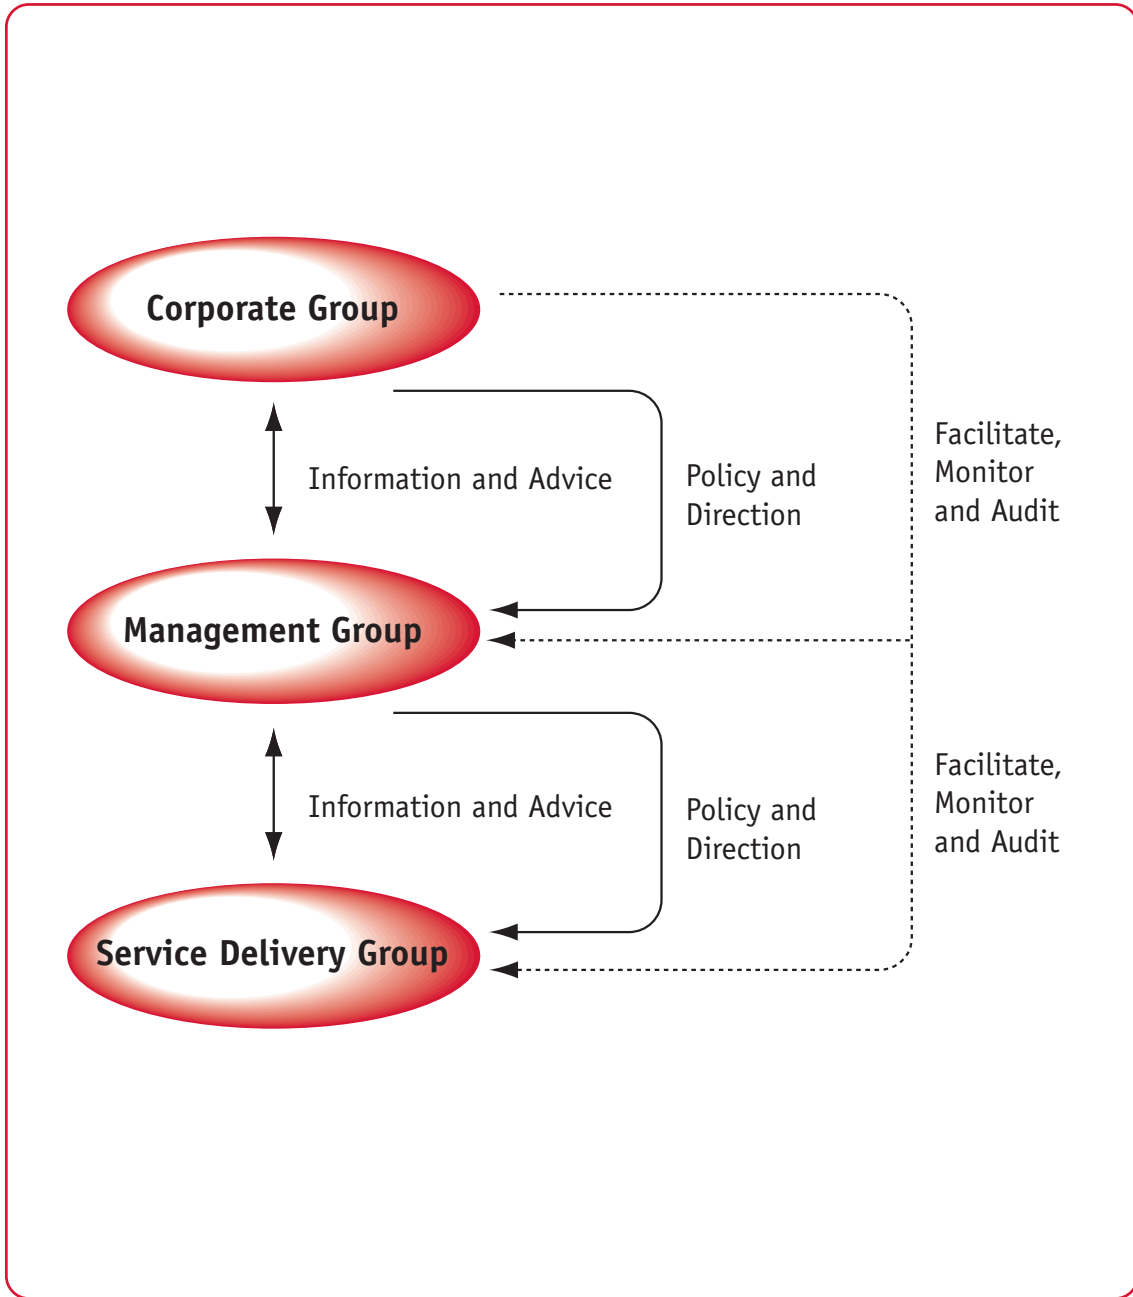 Corporate Group
Information and Advice
Policy and
Direction
Facilitate,
Monitor
and Audit
Management Group
Information and Advice
Policy and
Direction
Facilitate,
Monitor
and Audit
Service Delivery Group